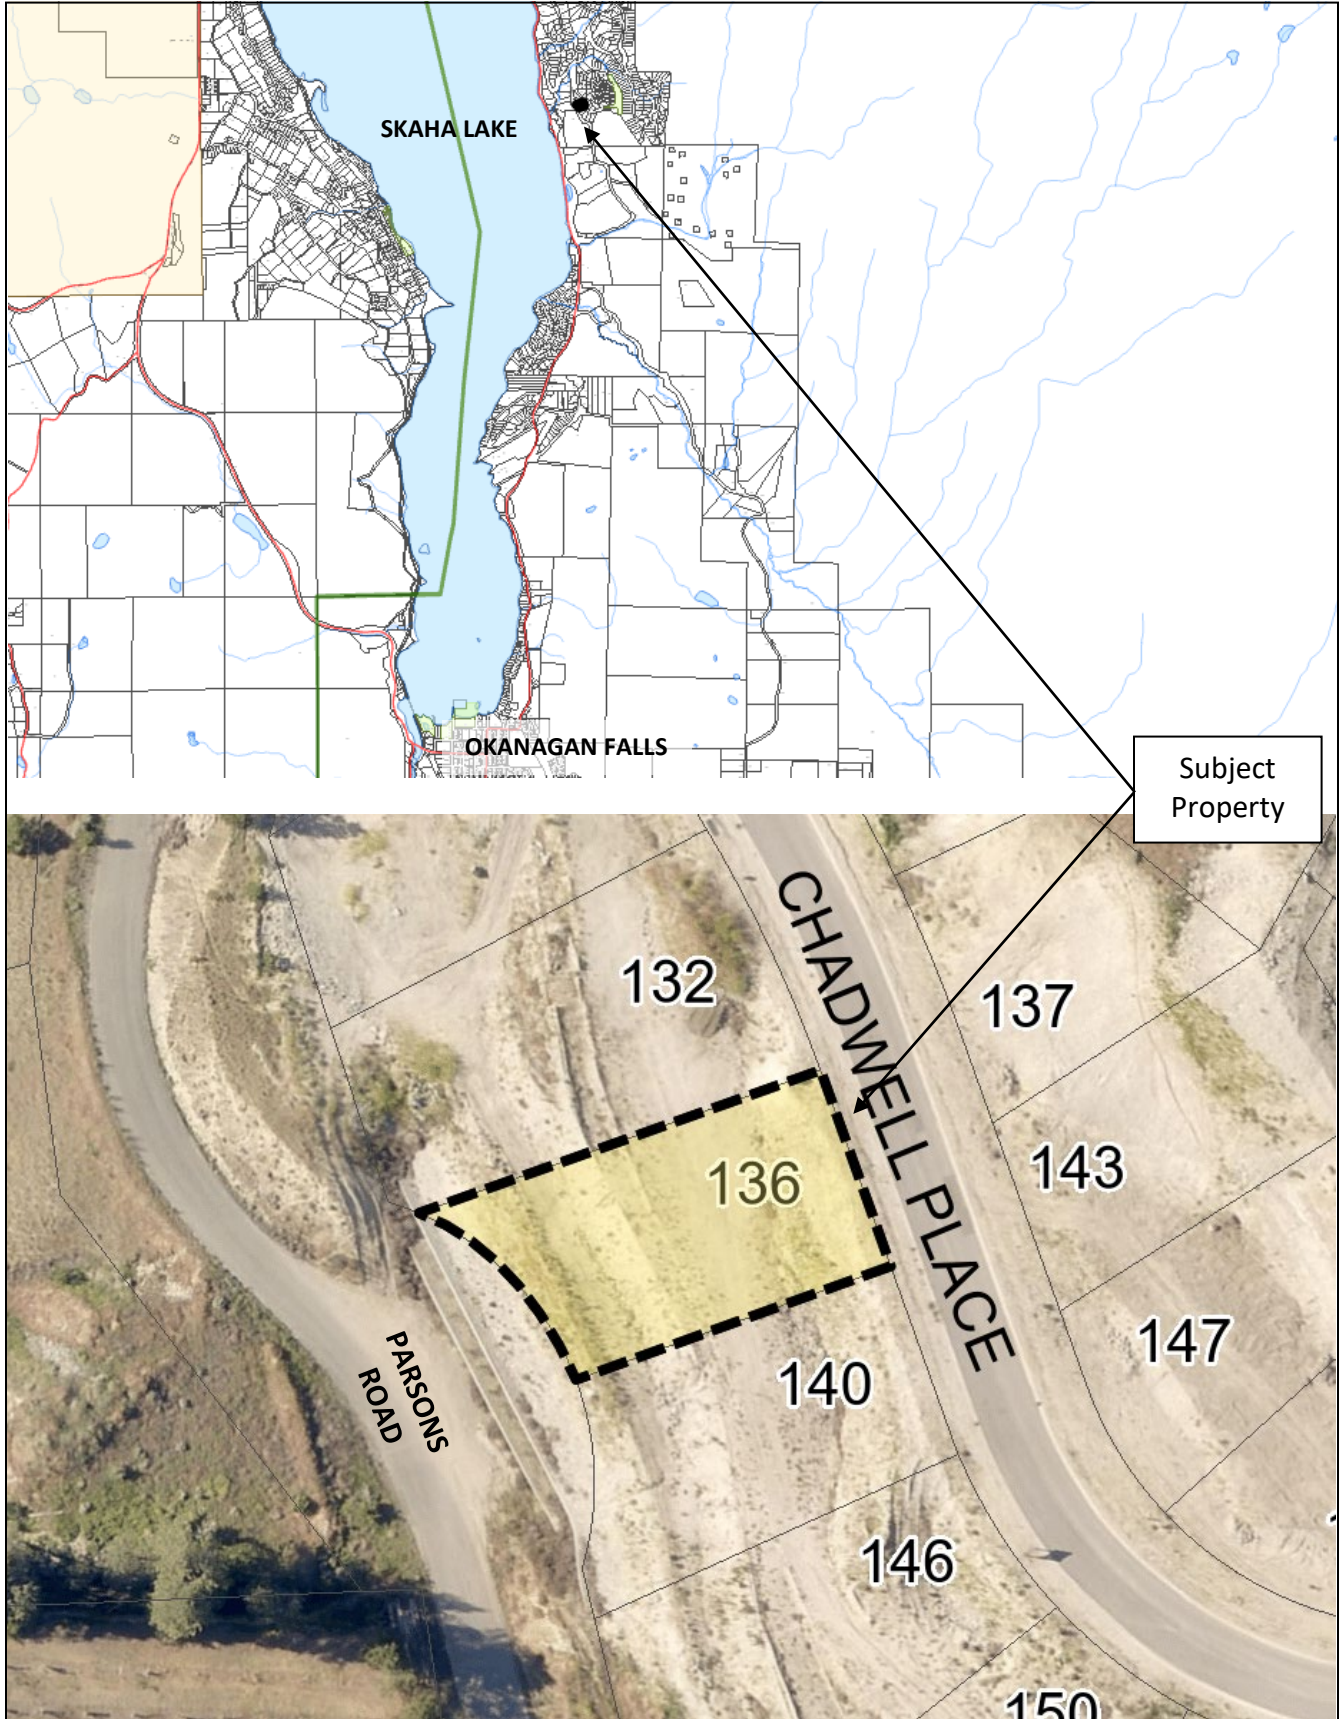 SKAHA LAKE
OKANAGAN FALLS
Subject
Property
CHADWELL PLACE
132
137
136
143
147
140
PARSONS
ROAD
146
150